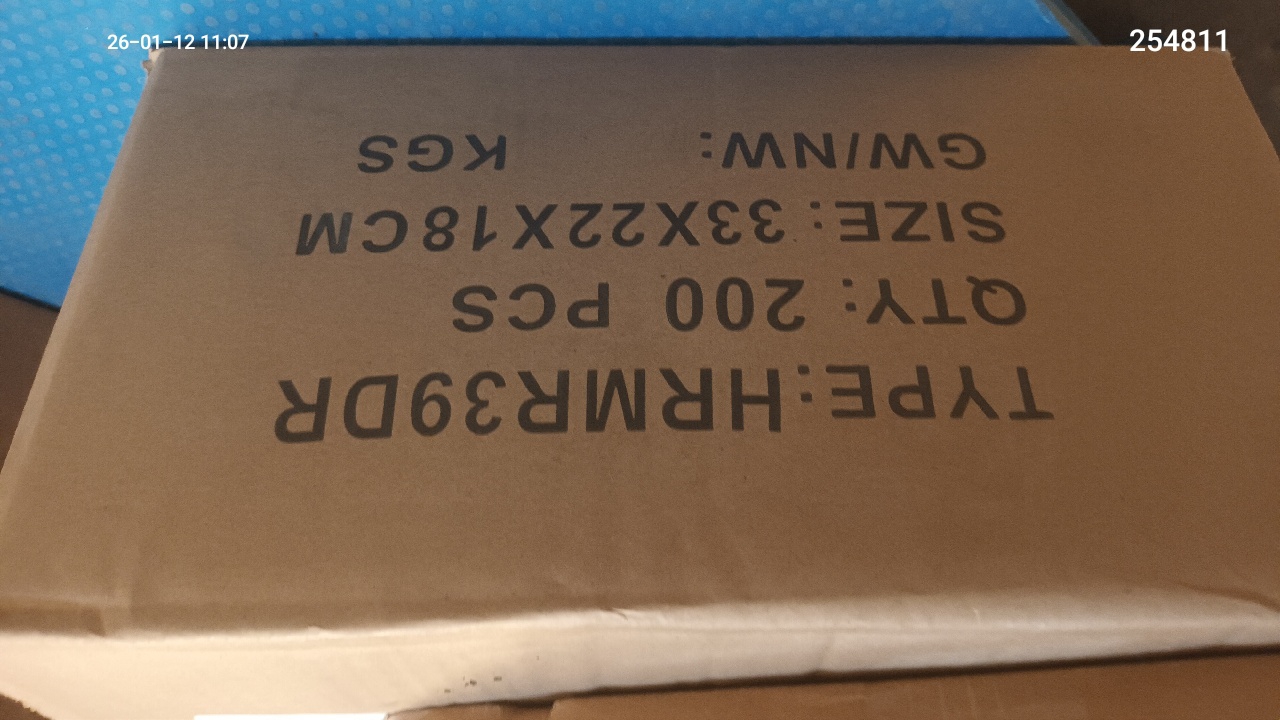 26-01-12 11:07
254811
TYPE:HRMR39DR
QTY: 200 PCS
SIZE: 33X22X18CM
GW/NW: KGS